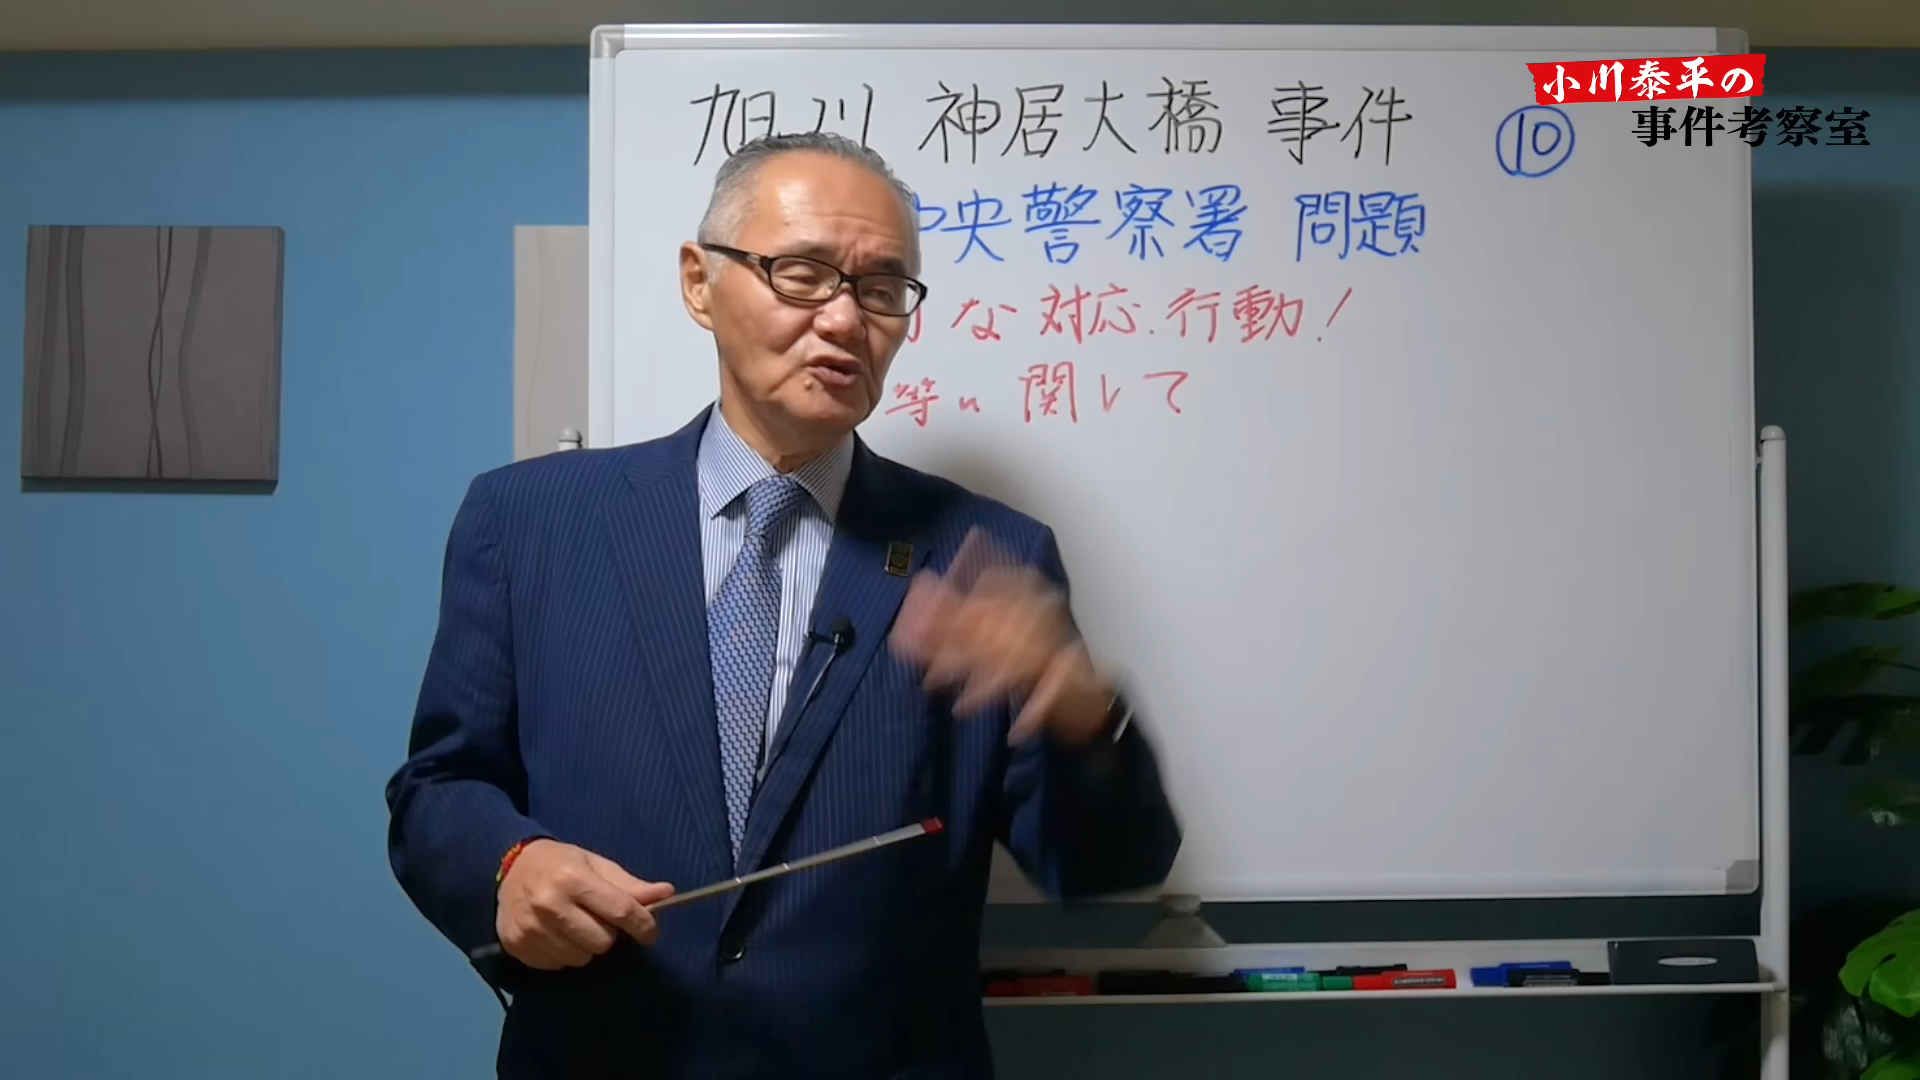 旭川 神居大橋 事件 ⑩
小川泰平の
事件考察室
央警察署 問題
な対応.行動!
等に関して